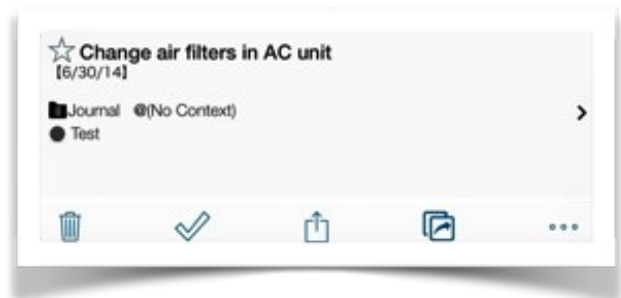 Change air filters in AC unit
【6/30/14】
Journal @(No Context)
Test